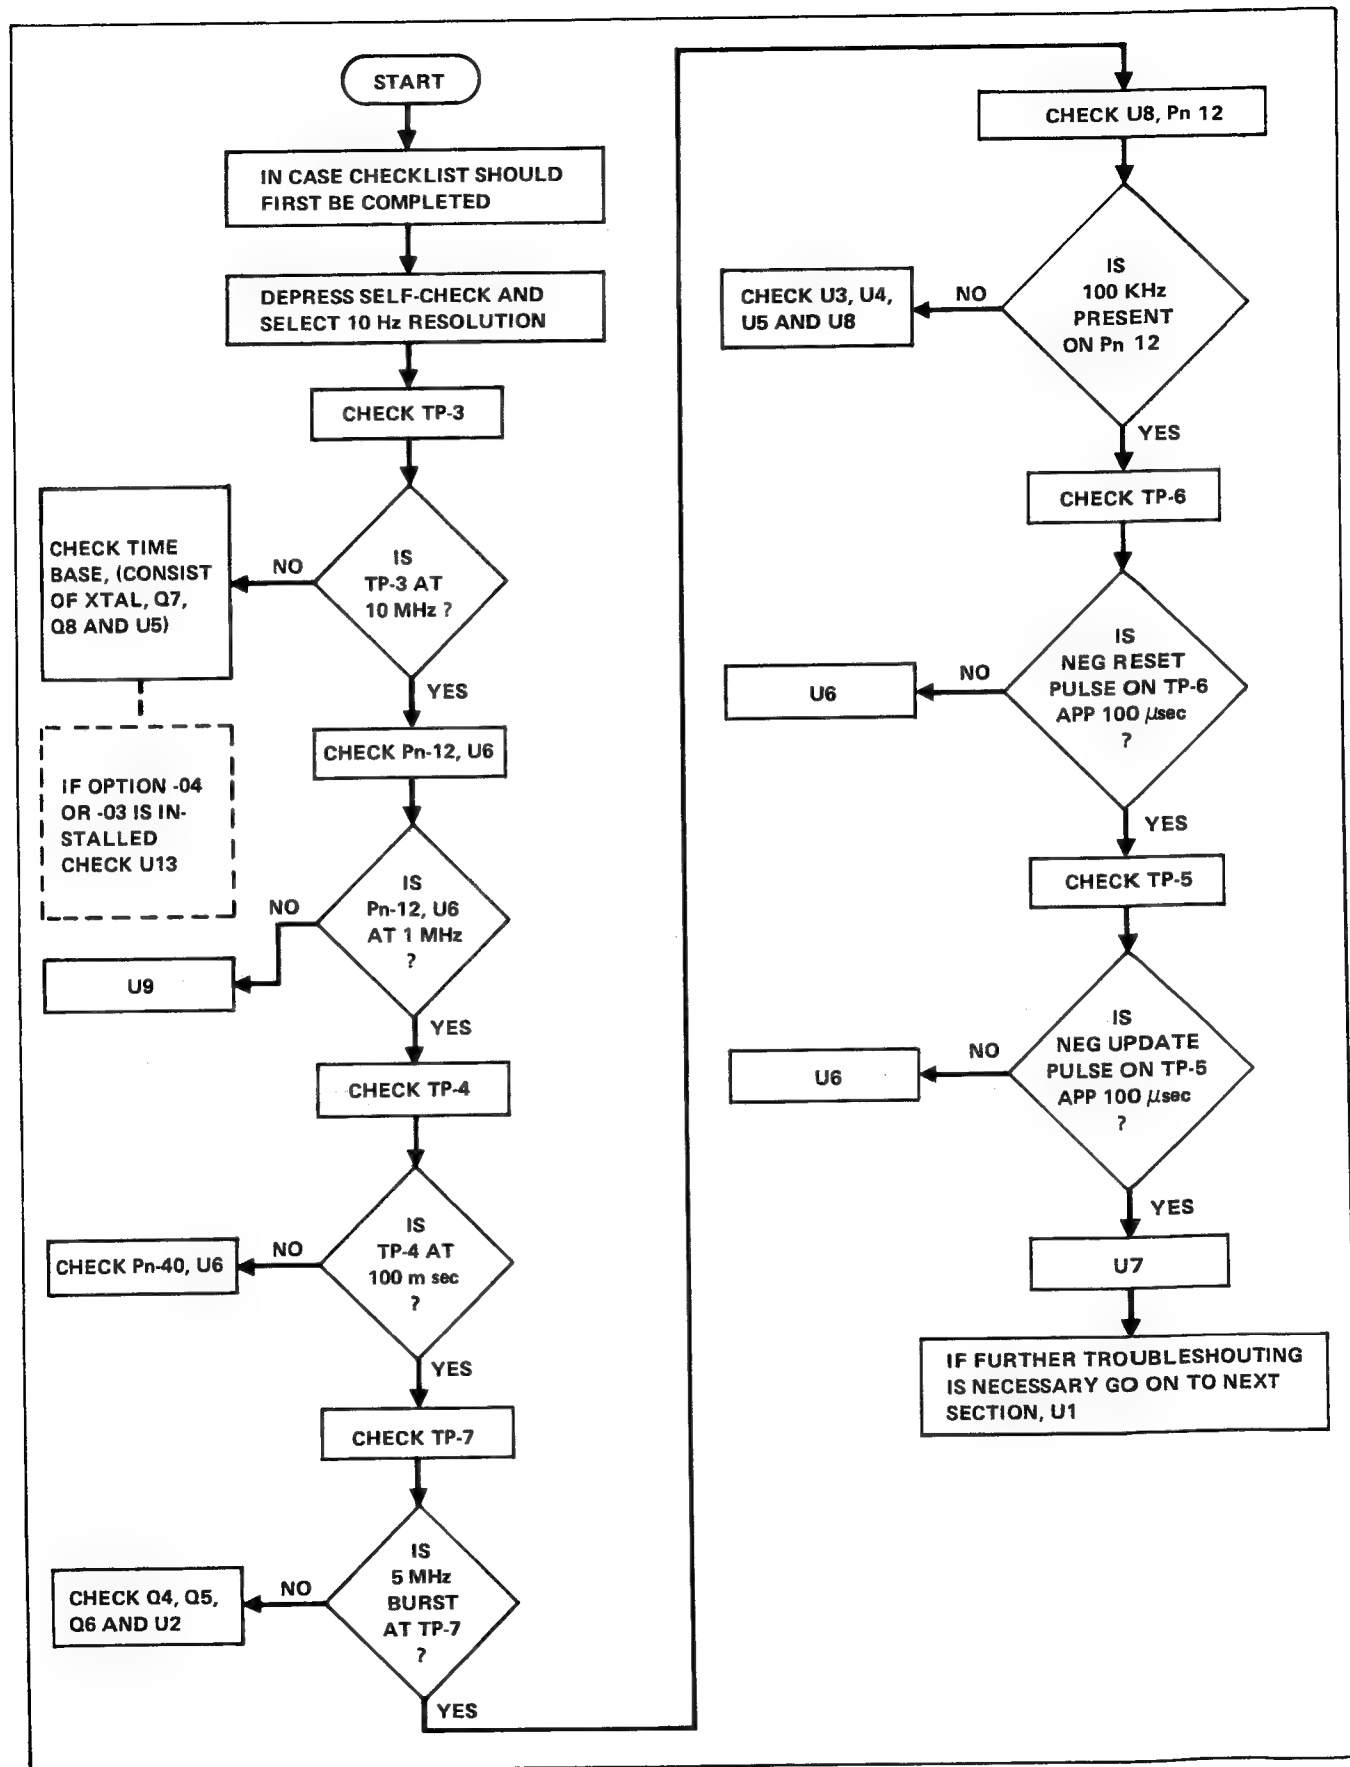 START
IN CASE CHECKLIST SHOULD
FIRST BE COMPLETED
DEPRESS SELF-CHECK AND
SELECT 10 Hz RESOLUTION
CHECK TP-3
IS
TP-3 AT
10 MHz ?
NO
CHECK TIME
BASE, (CONSIST
OF XTAL, Q7,
Q8 AND U5)
IF OPTION -04
OR -03 IS IN-
STALLED
CHECK U13
YES
CHECK Pn-12, U6
IS
Pn-12, U6
AT 1 MHz
?
NO
U9
YES
CHECK TP-4
IS
TP-4 AT
100 m sec
?
NO
CHECK Pn-40, U6
YES
CHECK TP-7
IS
5 MHz
BURST
AT TP-7
?
NO
CHECK Q4, Q5,
Q6 AND U2
YES
CHECK U8, Pn 12
IS
100 KHz
PRESENT
ON Pn 12
NO
CHECK U3, U4,
U5 AND U8
YES
CHECK TP-6
IS
NEG RESET
PULSE ON TP-6
APP 100 μsec
?
NO
U6
YES
CHECK TP-5
IS
NEG UPDATE
PULSE ON TP-5
APP 100 μsec
?
NO
U6
YES
U7
IF FURTHER TROUBLESHOUTING
IS NECESSARY GO ON TO NEXT
SECTION, U1